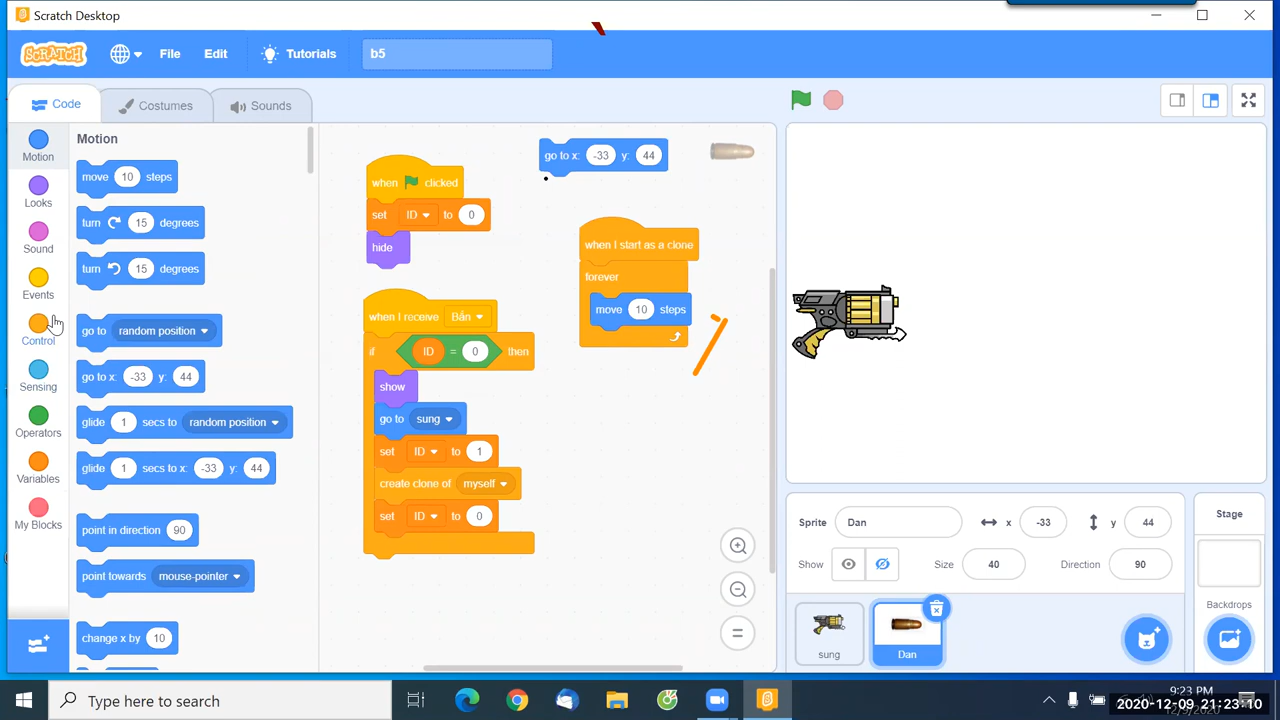 Scratch Desktop
SCRATCH
File
Edit
Tutorials
b5
Code
Costumes
Sounds
Motion
Looks
Sound
Events
Control
Sensing
Operators
Variables
My Blocks
Motion
move 10 steps
turn 15 degrees
turn 15 degrees
go to random position
go to x: -33 y: 44
glide 1 secs to random position
glide 1 secs to x: -33 y: 44
point in direction 90
point towards mouse-pointer
change x by 10
when clicked
set ID to 0
hide
when I receive Bắn
if ID = 0 then
show
go to sung
set ID to 1
create clone of myself
set ID to 0
go to x: -33 y: 44
when I start as a clone
forever
move 10 steps
Sprite Dan x -33 y 44
Show Size 40 Direction 90
sung
Dan
Stage
Backdrops
Type here to search
9:23 PM
2020-12-09 21:23:10